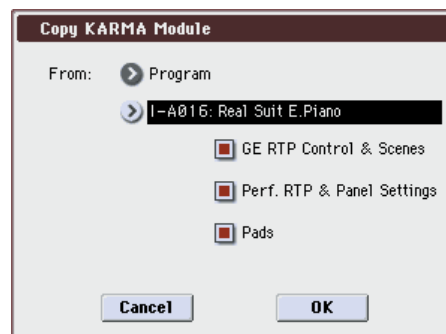 Copy KARMA Module
From: Program
I-A016: Real Suit E.Piano
GE RTP Control & Scenes
Perf. RTP & Panel Settings
Pads
Cancel OK